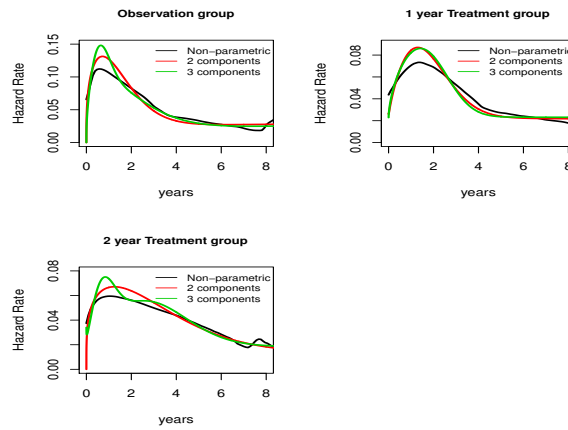 Observation group
Hazard Rate
0.00
0.05
0.10
0.15
Non−parametric
2 components
3 components
0 2 4 6 8
years
1 year Treatment group
Hazard Rate
0.00
0.04
0.08
Non−parametric
2 components
3 components
0 2 4 6 8
years
2 year Treatment group
Hazard Rate
0.00
0.04
0.08
Non−parametric
2 components
3 components
0 2 4 6 8
years